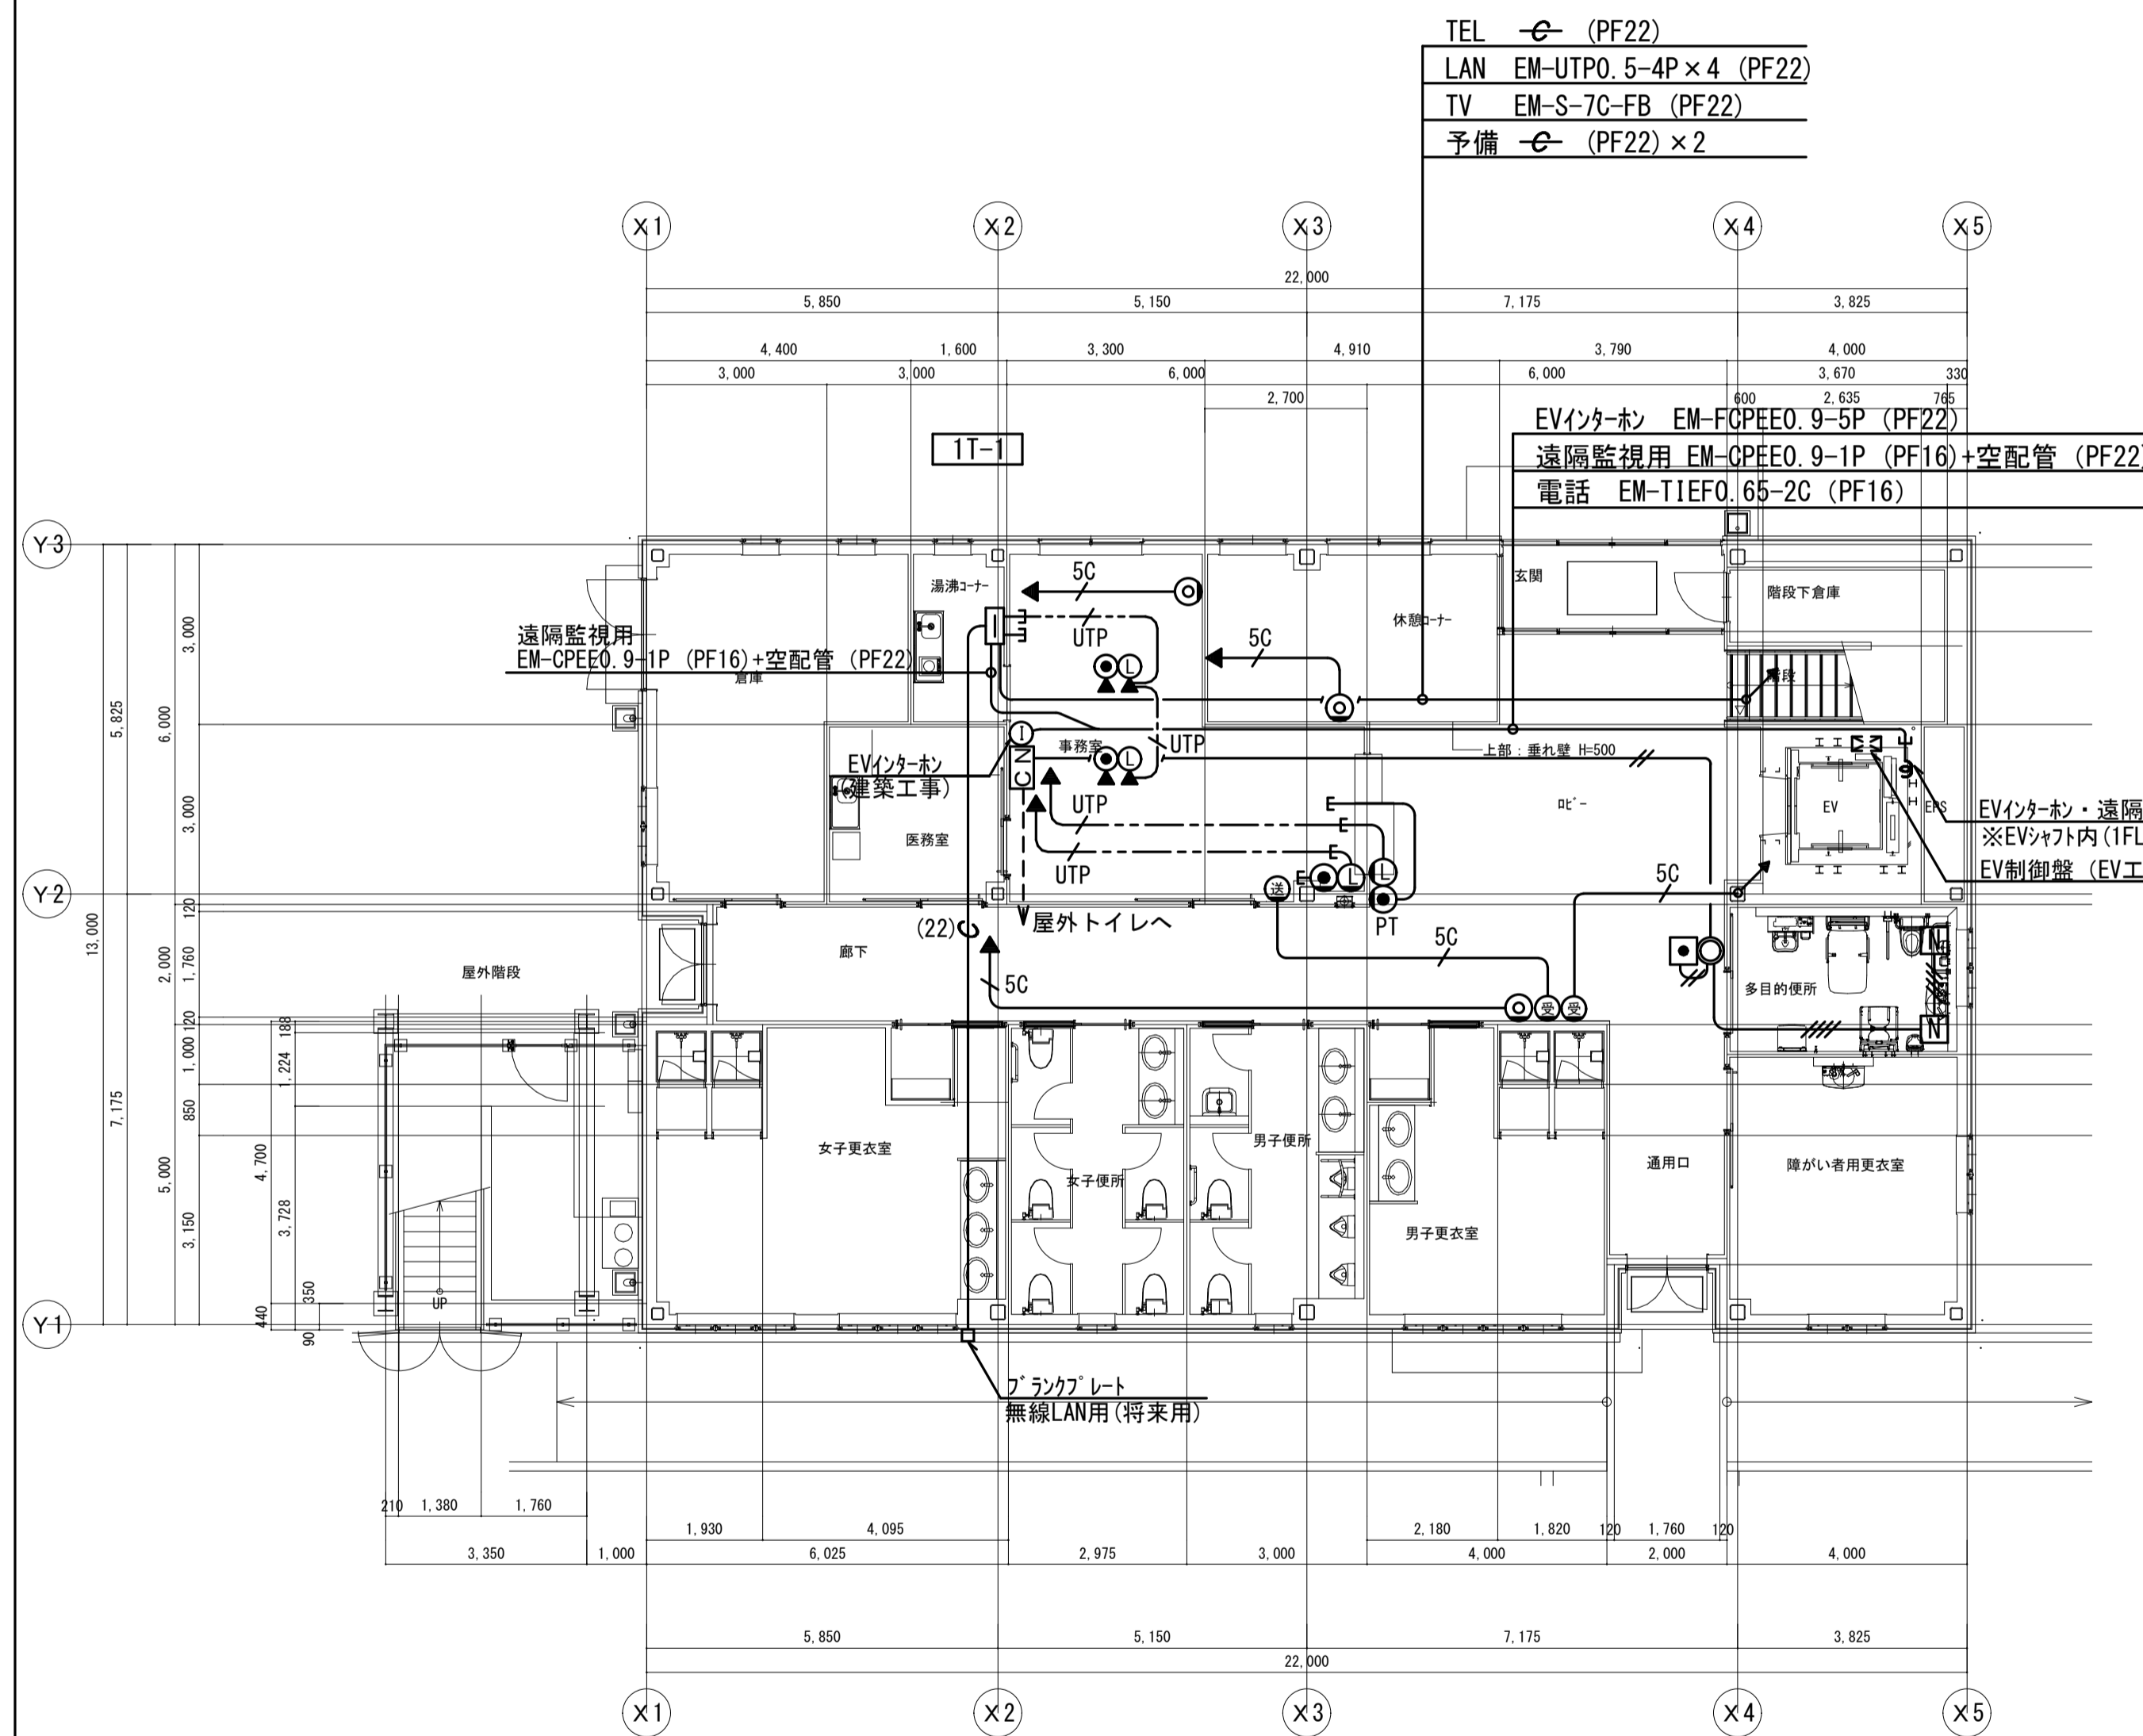 TEL (PF22)
LAN EM-UTP0.5-4P×4 (PF22)
TV EM-S-7C-FB (PF22)
予備 (PF22)×2
X1 X2 X3 X4 X5
22,000
5,850 5,150 7,175 3,825
4,400 1,600 3,300 4,910 3,790 4,000
3,000 3,000 6,000 6,000 3,670 330
2,700 600 2,635 765
EVインターホン EM-FCPEE0.9-5P (PF22)
1T-1
遠隔監視用 EM-CPEE0.9-1P (PF16)+空配管 (PF22)
電話 EM-TIEF0.65-2C (PF16)
Y3
5C
玄関
湯沸コーナー
階段下倉庫
休憩コーナー
遠隔監視用
UTP
5C
EM-CPEE0.9-1P (PF16)+空配管 (PF22)
倉庫
L
階段
3,000
5,825
6,000
I
事務室
UTP
上部:垂れ壁 H=500
EVインターホン
(建築工事)
CN
L
UTP
ロビー
E
EV
EPS
3,000
E
医務室
EVインターホン・遠隔
※EVシャフト内(1FL
EV制御盤 (EV工
UTP
E
5C
Y2
送
E
L
L
PT
120
13,000
2,000
1,760
(22)
屋外トイレへ
廊下
5C
屋外階段
5C
受
受
多目的便所
N
N
120
188
1,000
1,224
850
7,175
5,000
4,700
3,728
3,150
女子更衣室
女子便所
男子便所
男子更衣室
通用口
障がい者用更衣室
350
440
90
UP
Y1
ブランクプレート
無線LAN用(将来用)
210 1,380 1,760
1,930 4,095 2,180 1,820 120 1,760 120
3,350 1,000 6,025 2,975 3,000 4,000 2,000 4,000
5,850 5,150 7,175 3,825
22,000
X1 X2 X3 X4 X5